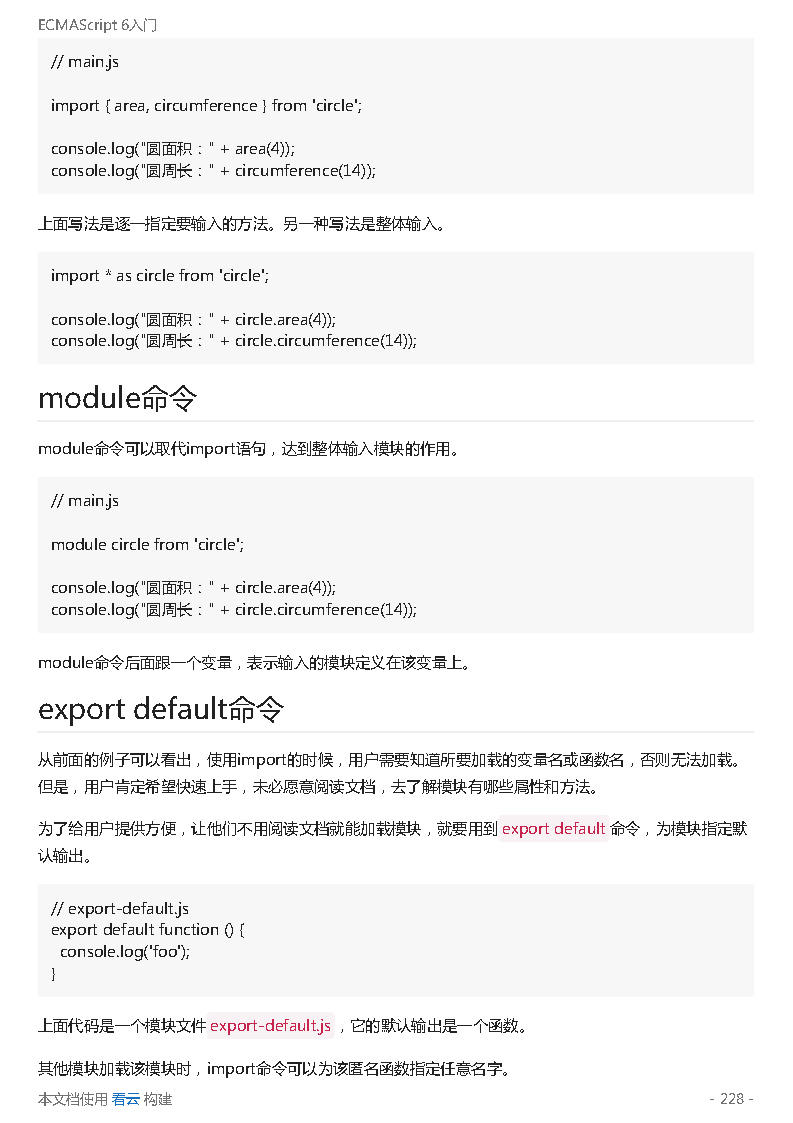 ECMAScript 6入门
// main.js
import { area, circumference } from 'circle';
console.log("圆面积：" + area(4));
console.log("圆周长：" + circumference(14));
上面写法是逐一指定要输入的方法。另一种写法是整体输入。
import * as circle from 'circle';
console.log("圆面积：" + circle.area(4));
console.log("圆周长：" + circle.circumference(14));
module命令
module命令可以取代import语句，达到整体输入模块的作用。
// main.js
module circle from 'circle';
console.log("圆面积：" + circle.area(4));
console.log("圆周长：" + circle.circumference(14));
module命令后面跟一个变量，表示输入的模块定义在该变量上。
export default命令
从前面的例子可以看出，使用import的时候，用户需要知道所要加载的变量名或函数名，否则无法加载。
但是，用户肯定希望快速上手，未必愿意阅读文档，去了解模块有哪些属性和方法。
为了给用户提供方便，让他们不用阅读文档就能加载模块，就要用到 export default 命令，为模块指定默
认输出。
// export-default.js
export default function () {
  console.log('foo');
}
上面代码是一个模块文件 export-default.js ，它的默认输出是一个函数。
其他模块加载该模块时，import命令可以为该匿名函数指定任意名字。
本文档使用 看云 构建 - 228 -